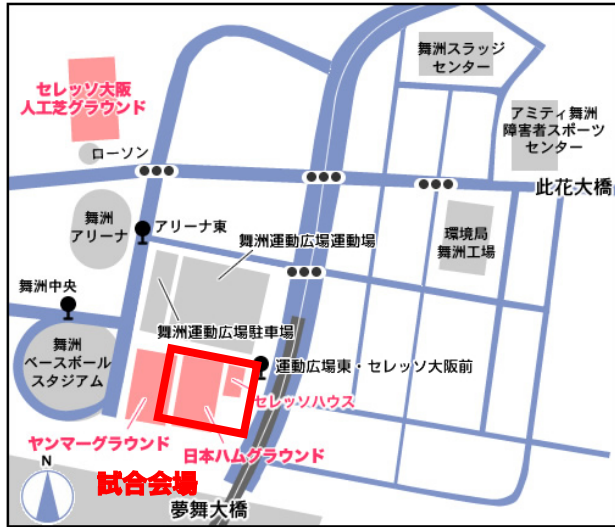 舞洲スラッジ
センター
セレッソ大阪
人工芝グラウンド
アミティ舞洲
障害者スポーツ
センター
ローソン
此花大橋
舞洲
アリーナ
アリーナ東
舞洲運動広場運動場
環境局
舞洲工場
舞洲中央
舞洲運動広場駐車場
舞洲
ベースボール
スタジアム
運動広場東・セレッソ大阪前
セレッソハウス
ヤンマーグラウンド
日本ハムグラウンド
N
試合会場
夢舞大橋